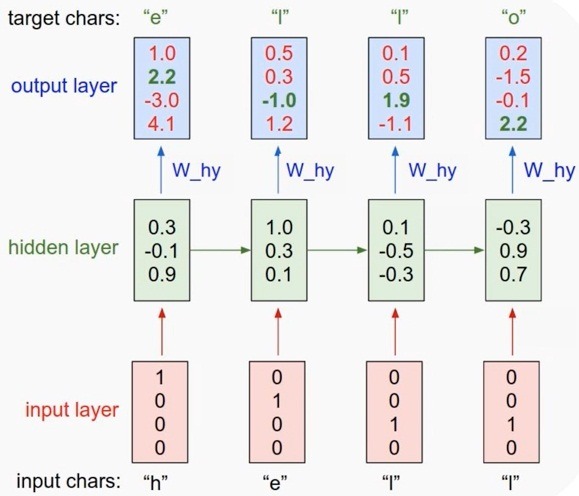 target chars: “e” “l” “l” “o”
1.0 0.5 0.1 0.2
2.2 0.3 0.5 -1.5
output layer -3.0 -1.0 1.9 -0.1
4.1 1.2 -1.1 2.2
W_hy W_hy W_hy W_hy
0.3 1.0 0.1 -0.3
hidden layer -0.1 0.3 -0.5 0.9
0.9 0.1 -0.3 0.7
1 0 0 0
0 1 0 0
input layer 0 0 1 1
0 0 0 0
input chars: “h” “e” “l” “l”